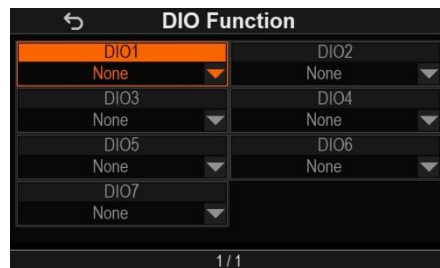 DIO Function
DIO1 DIO2
None None
DIO3 DIO4
None None
DIO5 DIO6
None None
DIO7
None
1/1